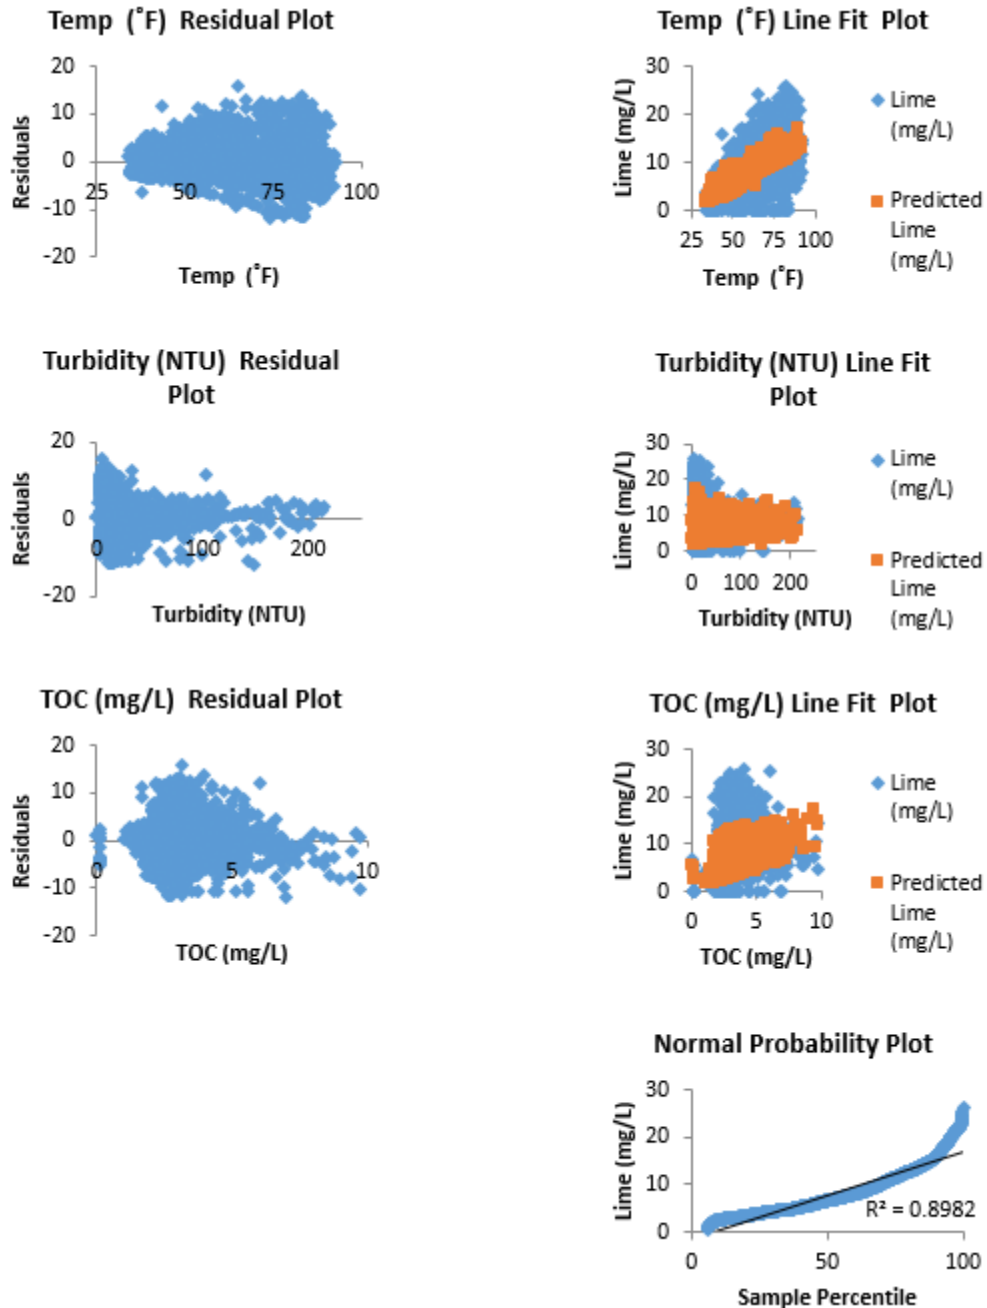 Temp (˚F) Residual Plot
20
10
0
-10
-20
25
50
75
100
Residuals
Temp (˚F)
Temp (˚F) Line Fit Plot
30
20
10
0
25
50
75
100
Lime (mg/L)
Temp (˚F)
Lime
(mg/L)
Predicted
Lime
(mg/L)
Turbidity (NTU) Residual
Plot
20
0
-20
0
100
200
Residuals
Turbidity (NTU)
Turbidity (NTU) Line Fit
Plot
30
20
10
0
0
100
200
Lime (mg/L)
Turbidity (NTU)
Lime
(mg/L)
Predicted
Lime
(mg/L)
TOC (mg/L) Residual Plot
20
10
0
-10
-20
0
5
10
Residuals
TOC (mg/L)
TOC (mg/L) Line Fit Plot
30
20
10
0
0
5
10
Lime (mg/L)
TOC (mg/L)
Lime
(mg/L)
Predicted
Lime
(mg/L)
Normal Probability Plot
30
20
10
0
0
50
100
Lime (mg/L)
R² = 0.8982
Sample Percentile